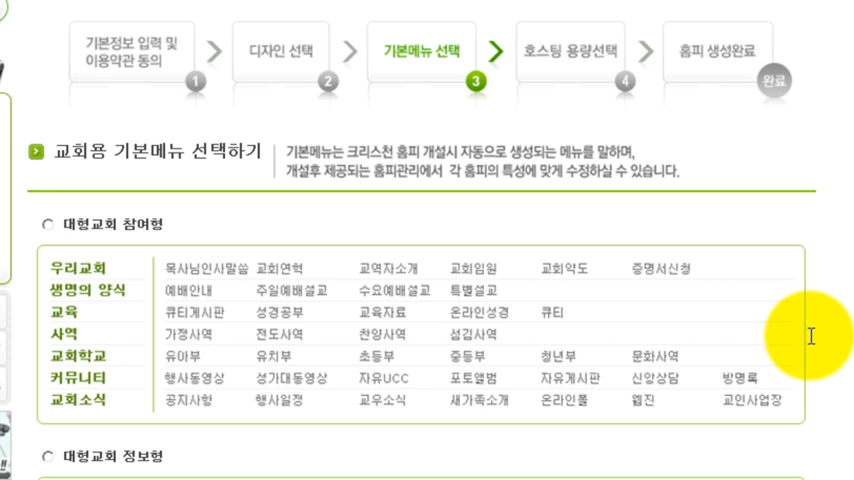 기본정보 입력 및
이용약관 동의
1
디자인 선택
2
기본메뉴 선택
3
호스팅 용량선택
4
홈피 생성완료
완료
교회용 기본메뉴 선택하기
기본메뉴는 크리스천 홈피 개설시 자동으로 생성되는 메뉴를 말하며,
개설후 제공되는 홈피관리에서 각 홈피의 특성에 맞게 수정하실 수 있습니다.
대형교회 참여형
우리교회 목사님인사말씀 교회연혁 교역자소개 교회임원 교회약도 증명서신청
생명의 양식 예배안내 주일예배설교 수요예배설교 특별설교
교육 큐티게시판 성경공부 교육자료 온라인성경 큐티
사역 가정사역 전도사역 찬양사역 섬김사역
교회학교 유아부 유치부 초등부 중등부 청년부 문화사역
커뮤니티 행사동영상 성가대동영상 자유UCC 포토앨범 자유게시판 신앙상담 방명록
교회소식 공지사항 행사일정 교우소식 새가족소개 온라인폴 웹진 교인사업장
대형교회 정보형